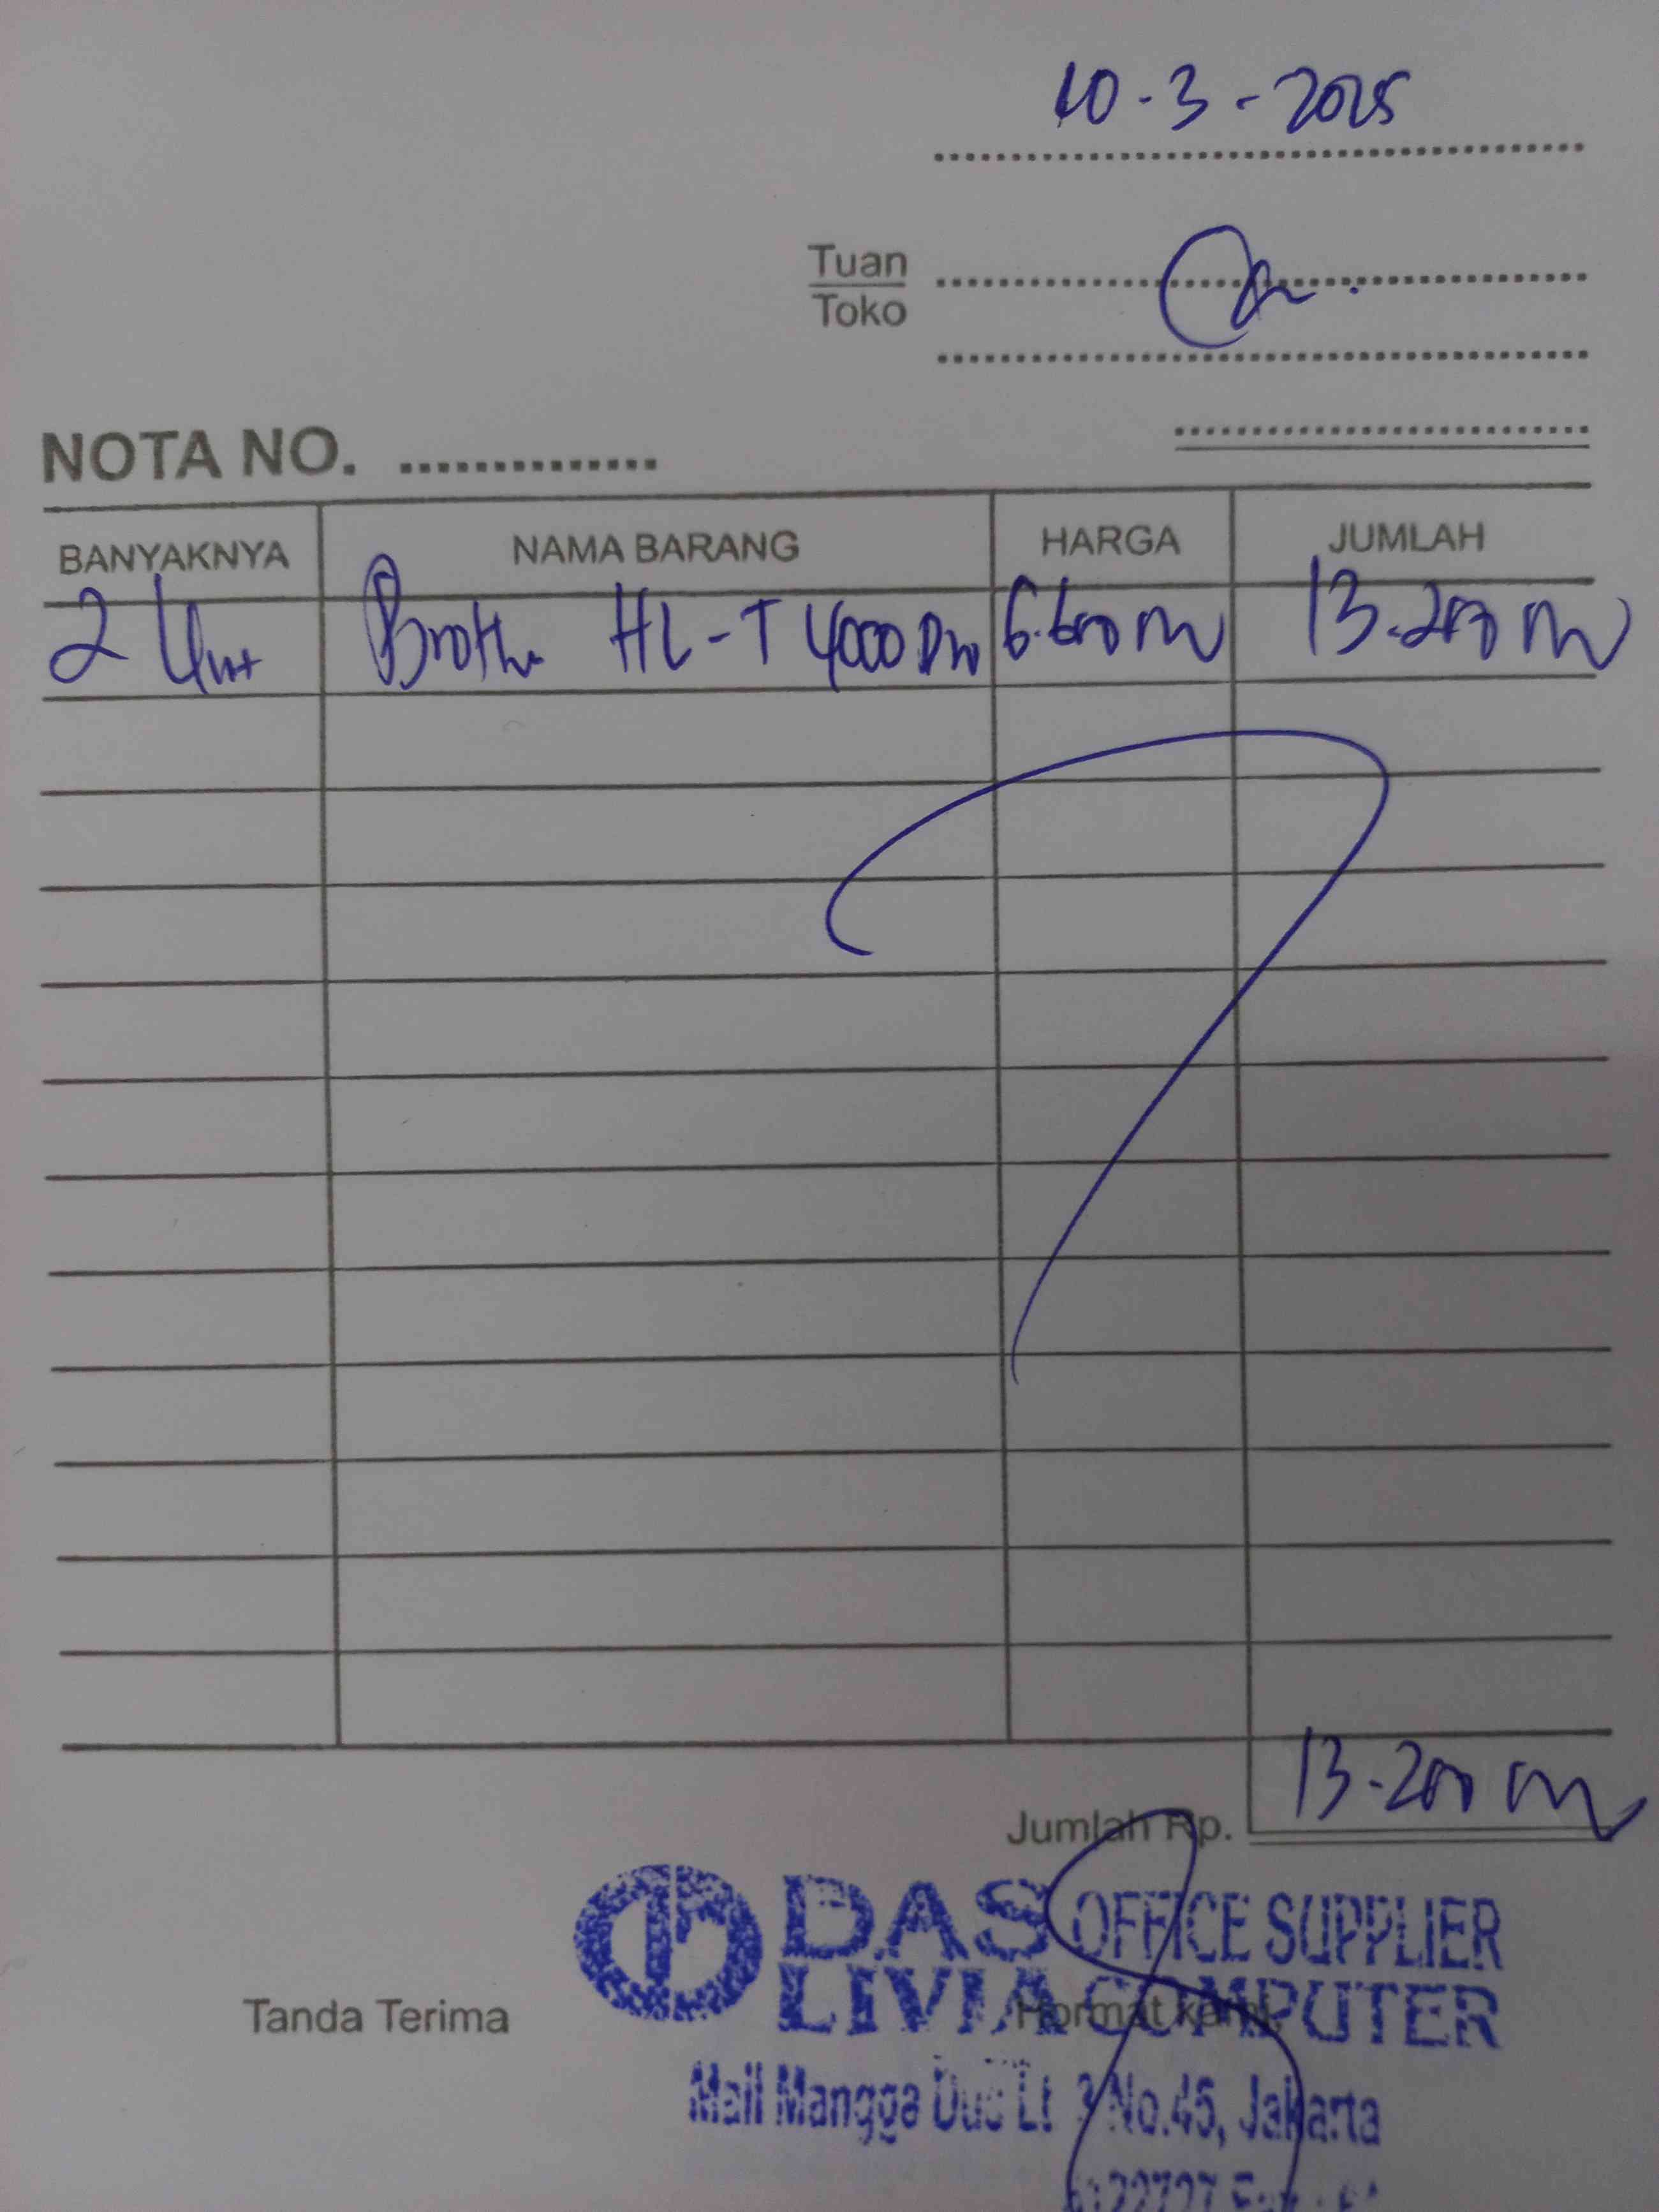 10-3-2025
Tuan
Toko
NOTA NO.
BANYAKNYA NAMA BARANG HARGA JUMLAH
2 Unit Brother HL-T4000DW 6.600 13.200
Jumlah Rp. 13.200
DAS OFFICE SUPPLIER
LIVIA COMPUTER
Tanda Terima Hormat kami,
Mall Mangga Dua Lt 3 No.45, Jakarta